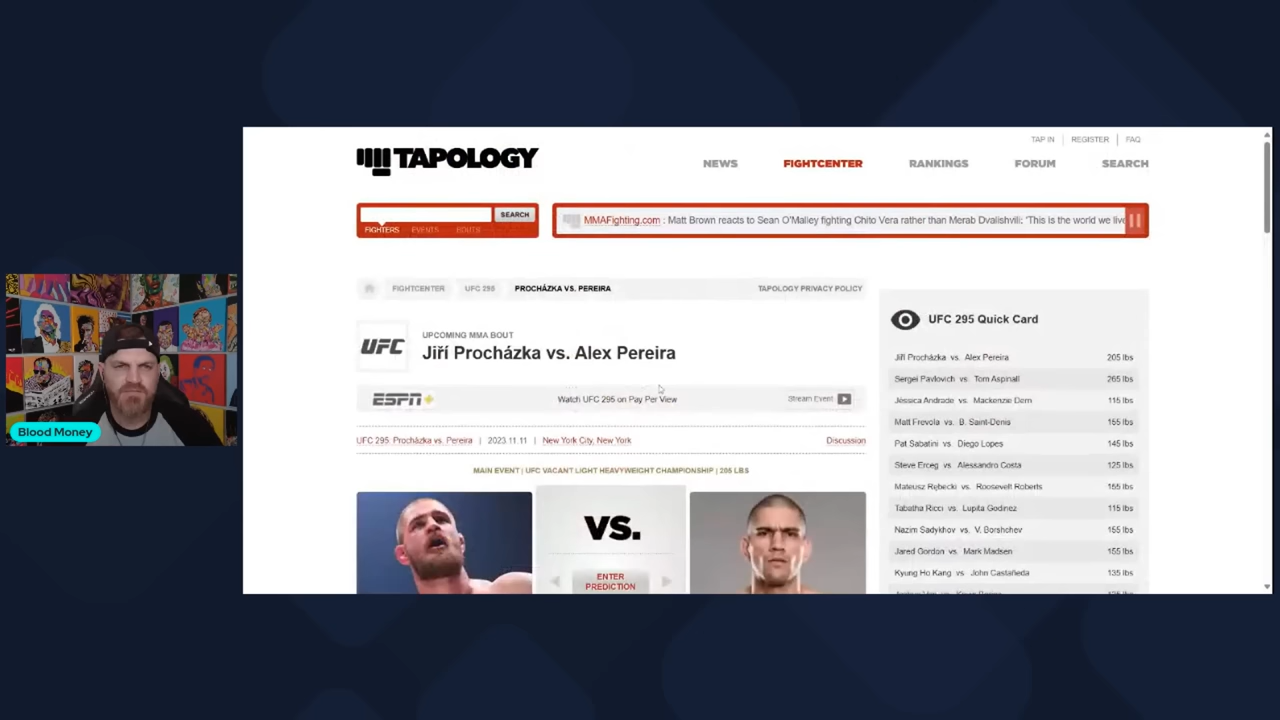 TAP IN
REGISTER
FAQ
TAPOLOGY
NEWS
FIGHTCENTER
RANKINGS
FORUM
SEARCH
SEARCH
FIGHTERS
EVENTS
BOUTS
MMAFighting.com : Matt Brown reacts to Sean O'Malley fighting Chito Vera rather than Merab Dvalishvili: 'This is the world we live
FIGHTCENTER
UFC 295
PROCHÁZKA VS. PEREIRA
TAPOLOGY PRIVACY POLICY
UFC
UPCOMING MMA BOUT
Jiří Procházka vs. Alex Pereira
ESPN+
Watch UFC 295 on Pay Per View
Stream Event
UFC 295: Procházka vs. Pereira | 2023.11.11 | New York City, New York
Discussion
MAIN EVENT | UFC VACANT LIGHT HEAVYWEIGHT CHAMPIONSHIP | 205 LBS
VS.
ENTER
PREDICTION
UFC 295 Quick Card
Jiří Procházka vs. Alex Pereira 205 lbs
Sergei Pavlovich vs. Tom Aspinall 265 lbs
Jéssica Andrade vs. Mackenzie Dern 115 lbs
Matt Frevola vs. B. Saint-Denis 155 lbs
Pat Sabatini vs. Diego Lopes 145 lbs
Steve Erceg vs. Alessandro Costa 125 lbs
Mateusz Rębecki vs. Roosevelt Roberts 155 lbs
Tabatha Ricci vs. Lupita Godinez 115 lbs
Nazim Sadykhov vs. V. Borshchev 155 lbs
Jared Gordon vs. Mark Madsen 155 lbs
Kyung Ho Kang vs. John Castañeda 135 lbs
Blood Money